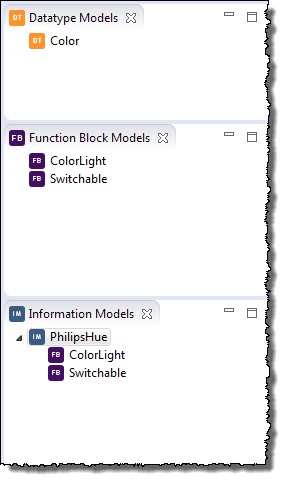 DT Datatype Models
DT Color
FB Function Block Models
FB ColorLight
FB Switchable
IM Information Models
IM PhilipsHue
FB ColorLight
FB Switchable